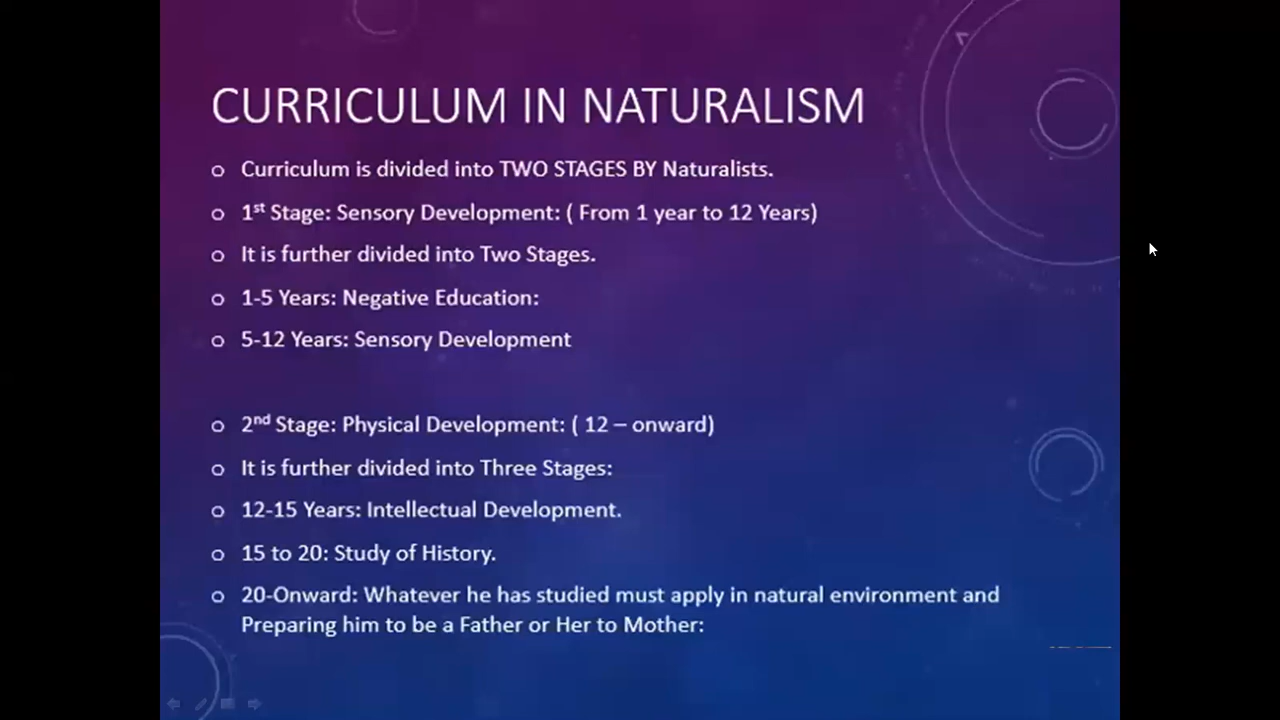 CURRICULUM IN NATURALISM
Curriculum is divided into TWO STAGES BY Naturalists.
1st Stage: Sensory Development: ( From 1 year to 12 Years)
It is further divided into Two Stages.
1-5 Years: Negative Education:
5-12 Years: Sensory Development
2nd Stage: Physical Development: ( 12 – onward)
It is further divided into Three Stages:
12-15 Years: Intellectual Development.
15 to 20: Study of History.
20-Onward: Whatever he has studied must apply in natural environment and
Preparing him to be a Father or Her to Mother: